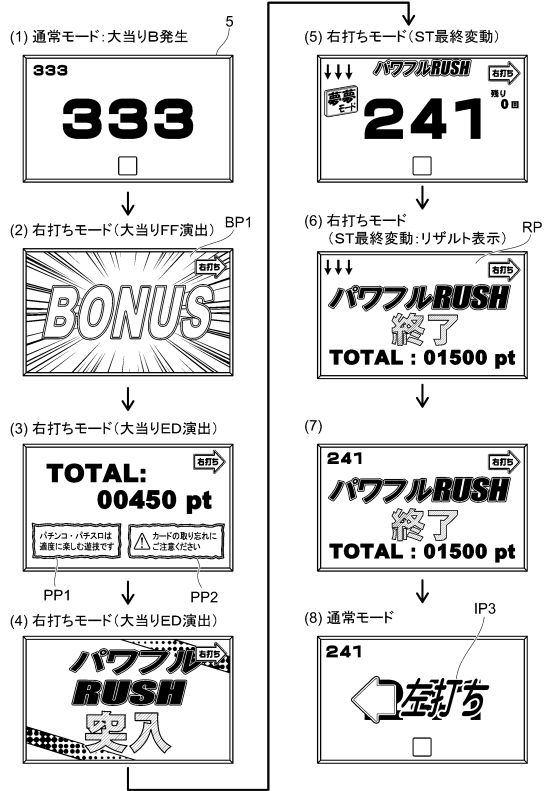 (1) 通常モード：大当りB発生
5
333
333
(2) 右打ちモード（大当りFF演出）
BP1
右打ち
BONUS
(3) 右打ちモード（大当りED演出）
右打ち
TOTAL:
00450 pt
パチンコ・パチスロは
適度に楽しむ遊技です
カードの取り忘れに
ご注意ください
PP1
PP2
(4) 右打ちモード（大当りED演出）
右打ち
パワフル
RUSH
突入
(5) 右打ちモード（ST最終変動）
↓↓↓
パワフルRUSH
右打ち
夢夢
モード
241
残り
0回
(6) 右打ちモード
（ST最終変動：リザルト表示）
RP
↓↓↓
右打ち
パワフルRUSH
終了
TOTAL : 01500 pt
(7)
241
右打ち
パワフルRUSH
終了
TOTAL : 01500 pt
(8) 通常モード
IP3
241
左打ち